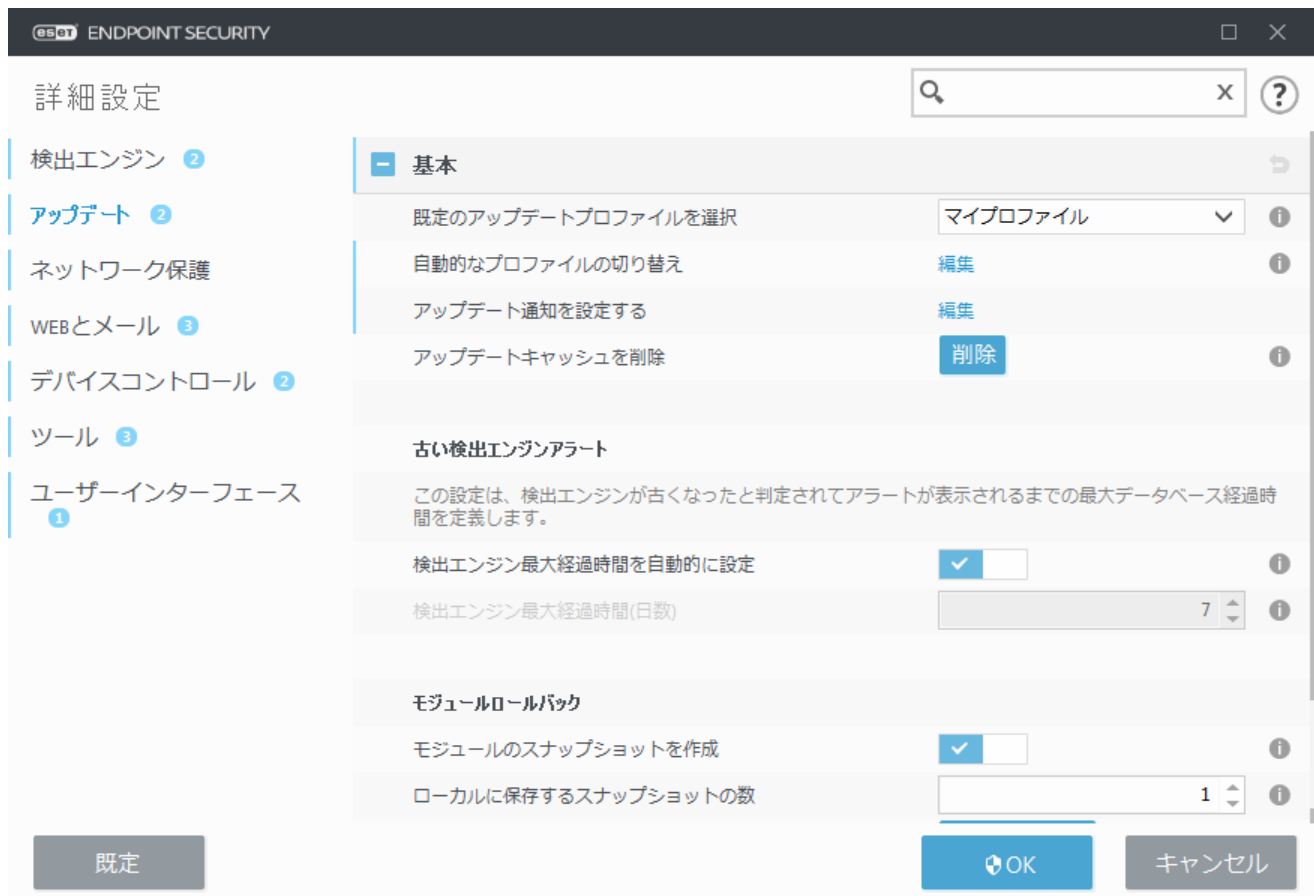 eset ENDPOINT SECURITY
詳細設定
検出エンジン 2
アップデート 2
ネットワーク保護
WEBとメール 3
デバイスコントロール 2
ツール 3
ユーザーインターフェース
1
基本
既定のアップデートプロファイルを選択 マイプロファイル
自動的なプロファイルの切り替え 編集
アップデート通知を設定する 編集
アップデートキャッシュを削除 削除
古い検出エンジンアラート
この設定は、検出エンジンが古くなったと判定されてアラートが表示されるまでの最大データベース経過時
間を定義します。
検出エンジン最大経過時間を自動的に設定
検出エンジン最大経過時間(日数) 7
モジュールロールバック
モジュールのスナップショットを作成
ローカルに保存するスナップショットの数 1
既定
OK
キャンセル